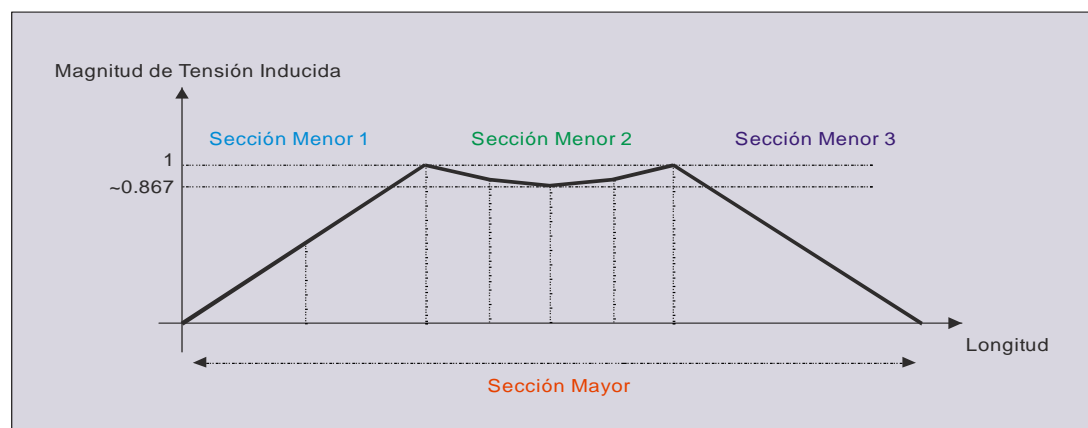 Magnitud de Tensión Inducida
Sección Menor 1
Sección Menor 2
Sección Menor 3
1
~0.867
Longitud
Sección Mayor